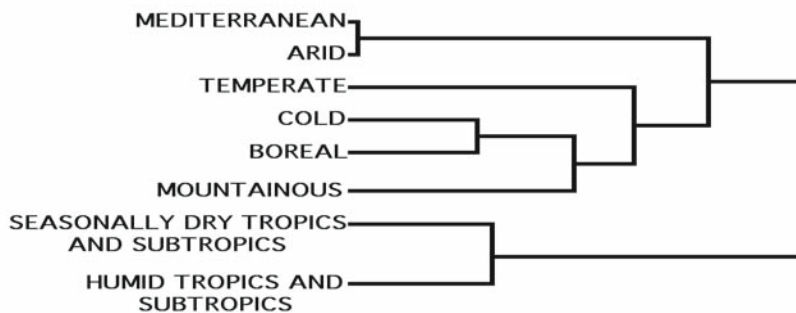 MEDITERRANEAN
ARID
TEMPERATE
COLD
BOREAL
MOUNTAINOUS
SEASONALLY DRY TROPICS
AND SUBTROPICS
HUMID TROPICS AND
SUBTROPICS